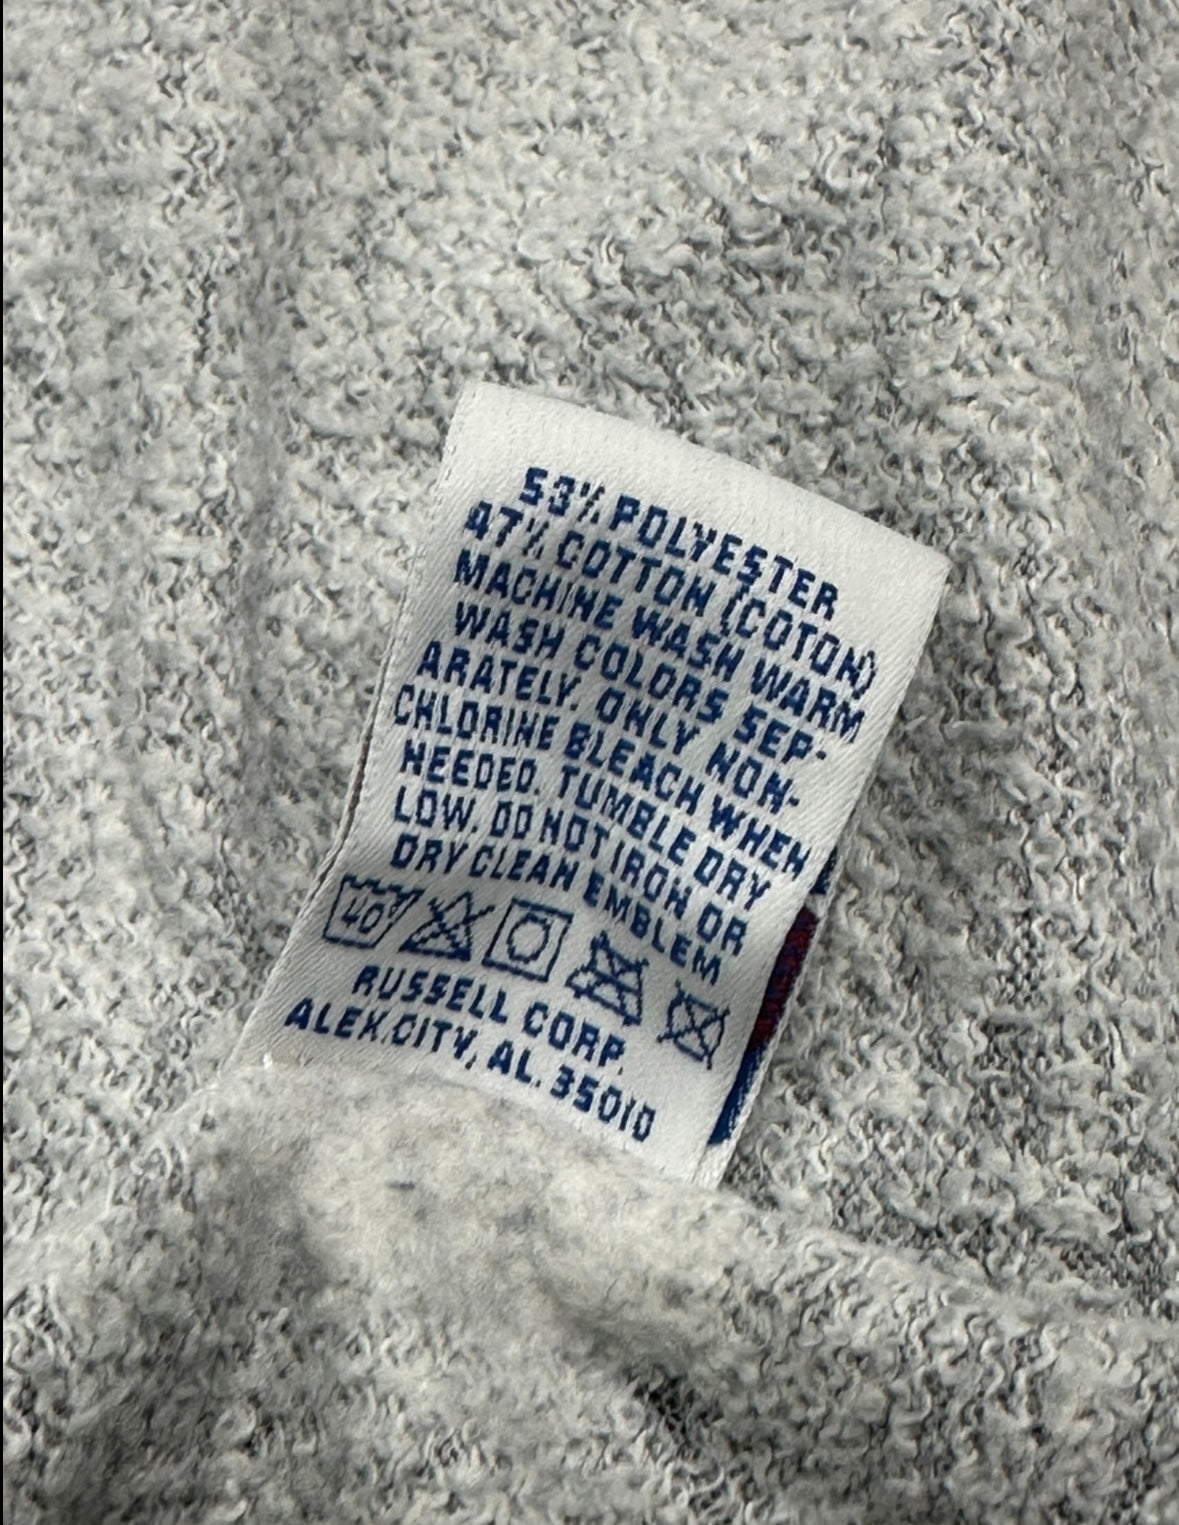 53% POLYESTER
47% COTTON (COTON)
MACHINE WASH WARM
WASH COLORS SEP-
ARATELY. ONLY NON-
CHLORINE BLEACH WHEN
NEEDED. TUMBLE DRY
LOW. DO NOT IRON OR
DRY CLEAN EMBLEM
40°
RUSSELL CORP.
ALEX.CITY, AL. 35010